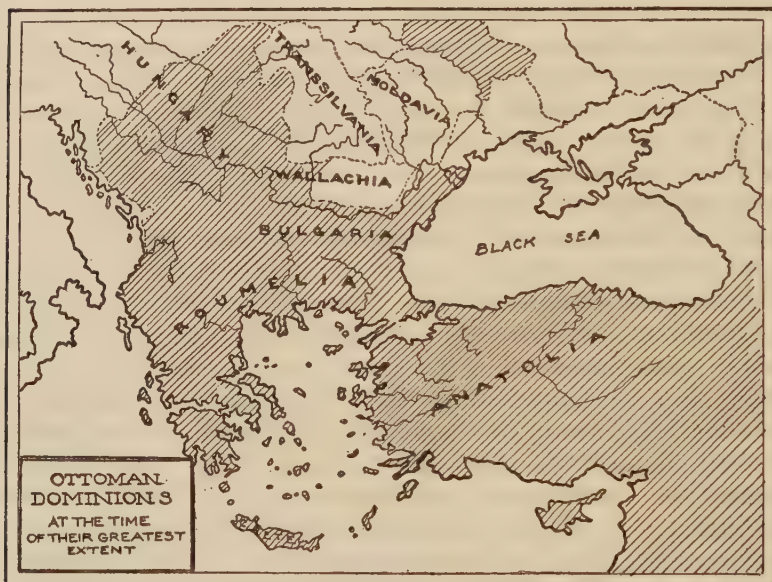 HUNGARY
TRANSSILVANIA
MOLDAVIA
WALLACHIA
BULGARIA
BLACK SEA
ROUMELIA
ANATOLIA
OTTOMAN
DOMINIONS
AT THE TIME
OF THEIR GREATEST
EXTENT